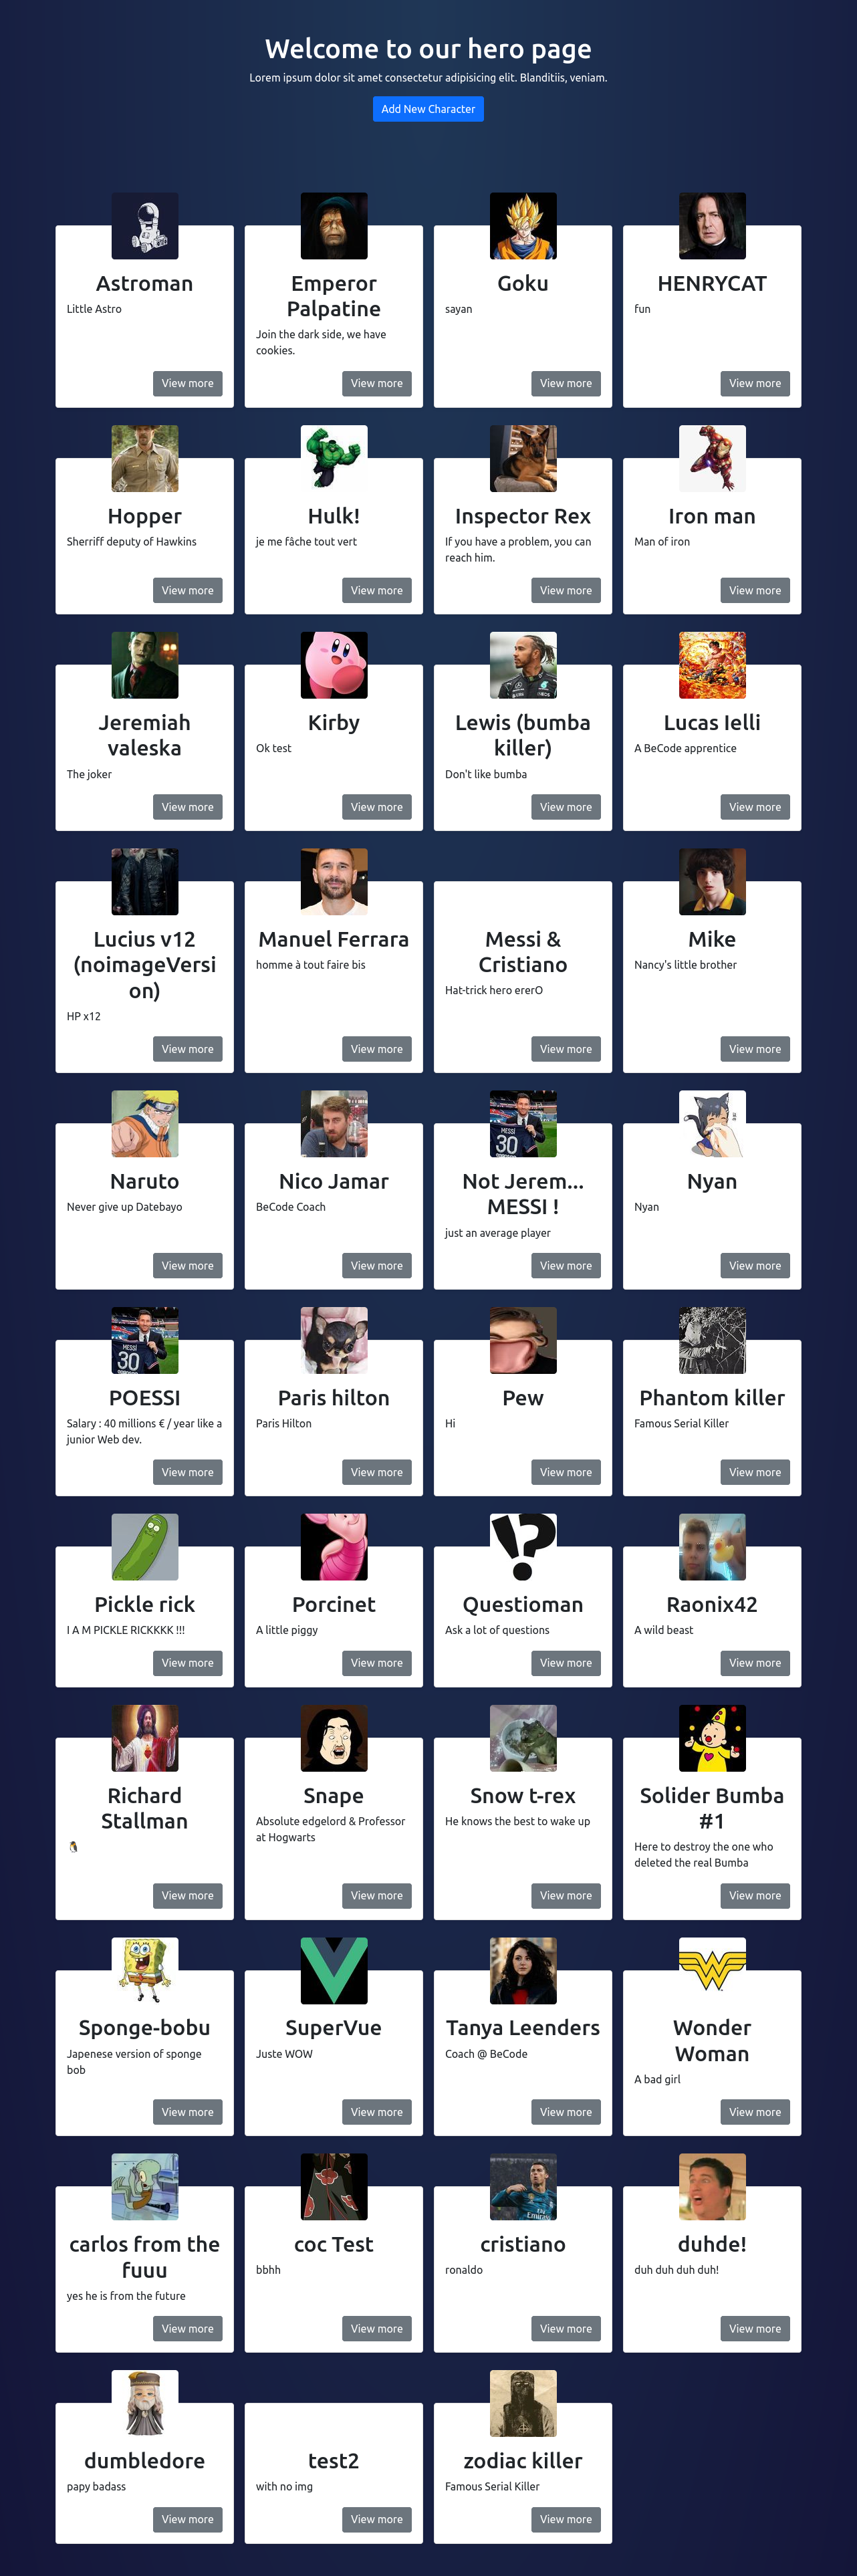 Welcome to our hero page
Lorem ipsum dolor sit amet consectetur adipisicing elit. Blanditiis, veniam.
Add New Character
Astroman
Little Astro
View more
Emperor
Palpatine
Join the dark side, we have
cookies.
View more
Goku
sayan
View more
HENRYCAT
fun
View more
Hopper
Sherriff deputy of Hawkins
View more
Hulk!
je me fâche tout vert
View more
Inspector Rex
If you have a problem, you can
reach him.
View more
Iron man
Man of iron
View more
Jeremiah
valeska
The joker
View more
Kirby
Ok test
View more
Lewis (bumba
killer)
Don't like bumba
View more
Lucas Ielli
A BeCode apprentice
View more
Lucius v12
(noimageVersi
on)
HP x12
View more
Manuel Ferrara
homme à tout faire bis
View more
Messi &
Cristiano
Hat-trick hero ererO
View more
Mike
Nancy's little brother
View more
Naruto
Never give up Datebayo
View more
Nico Jamar
BeCode Coach
View more
MESSI
30
Not Jerem...
MESSI !
just an average player
View more
Nyan
Nyan
View more
MESSI
30
POESSI
Salary : 40 millions € / year like a
junior Web dev.
View more
Paris hilton
Paris Hilton
View more
Pew
Hi
View more
Phantom killer
Famous Serial Killer
View more
Pickle rick
I A M PICKLE RICKKKK !!!
View more
Porcinet
A little piggy
View more
!?
Questioman
Ask a lot of questions
View more
Raonix42
A wild beast
View more
Richard
Stallman
View more
Snape
Absolute edgelord & Professor
at Hogwarts
View more
Snow t-rex
He knows the best to wake up
View more
Solider Bumba
#1
Here to destroy the one who
deleted the real Bumba
View more
Sponge-bobu
Japenese version of sponge
bob
View more
SuperVue
Juste WOW
View more
Tanya Leenders
Coach @ BeCode
View more
Wonder
Woman
A bad girl
View more
carlos from the
fuuu
yes he is from the future
View more
coc Test
bbhh
View more
cristiano
ronaldo
View more
duhde!
duh duh duh duh!
View more
dumbledore
papy badass
View more
test2
with no img
View more
zodiac killer
Famous Serial Killer
View more